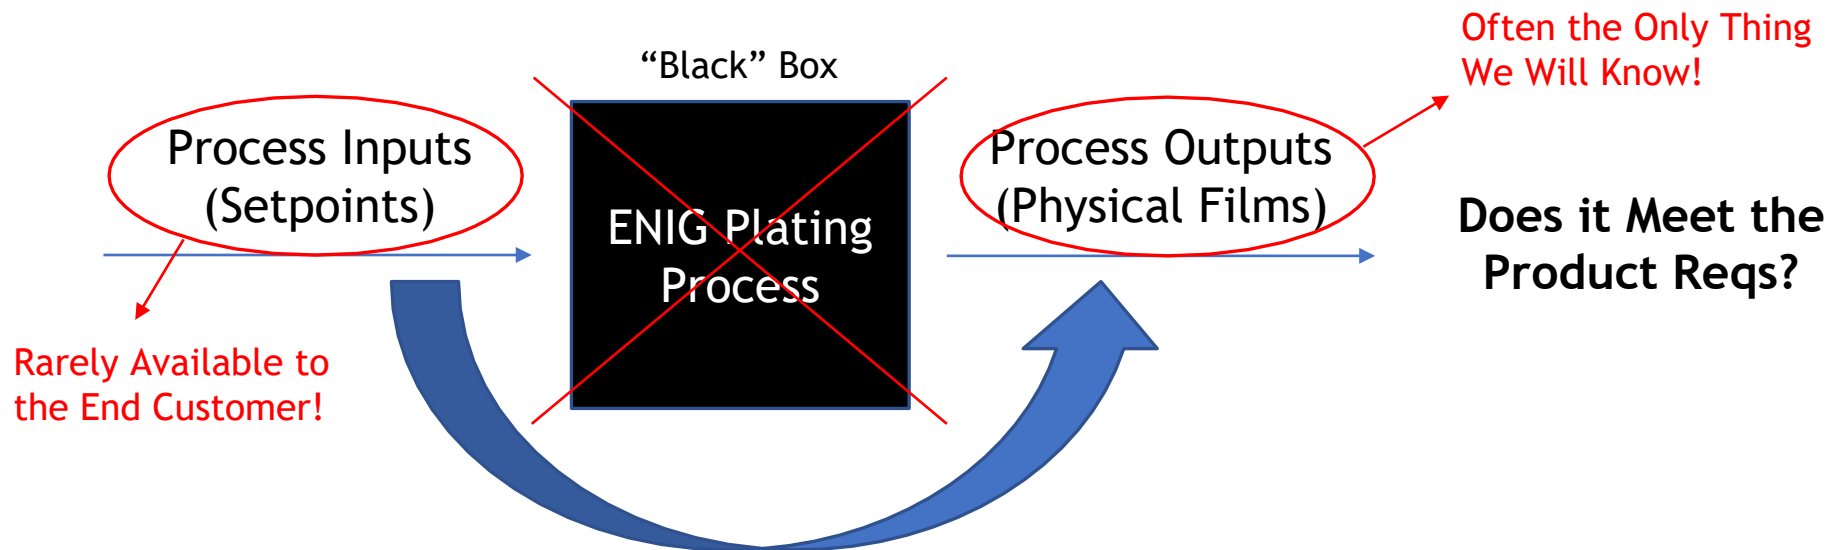 “Black” Box
Often the Only Thing
We Will Know!
Process Inputs
(Setpoints)
ENIG Plating
Process
Process Outputs
(Physical Films)
Does it Meet the
Product Reqs?
Rarely Available to
the End Customer!